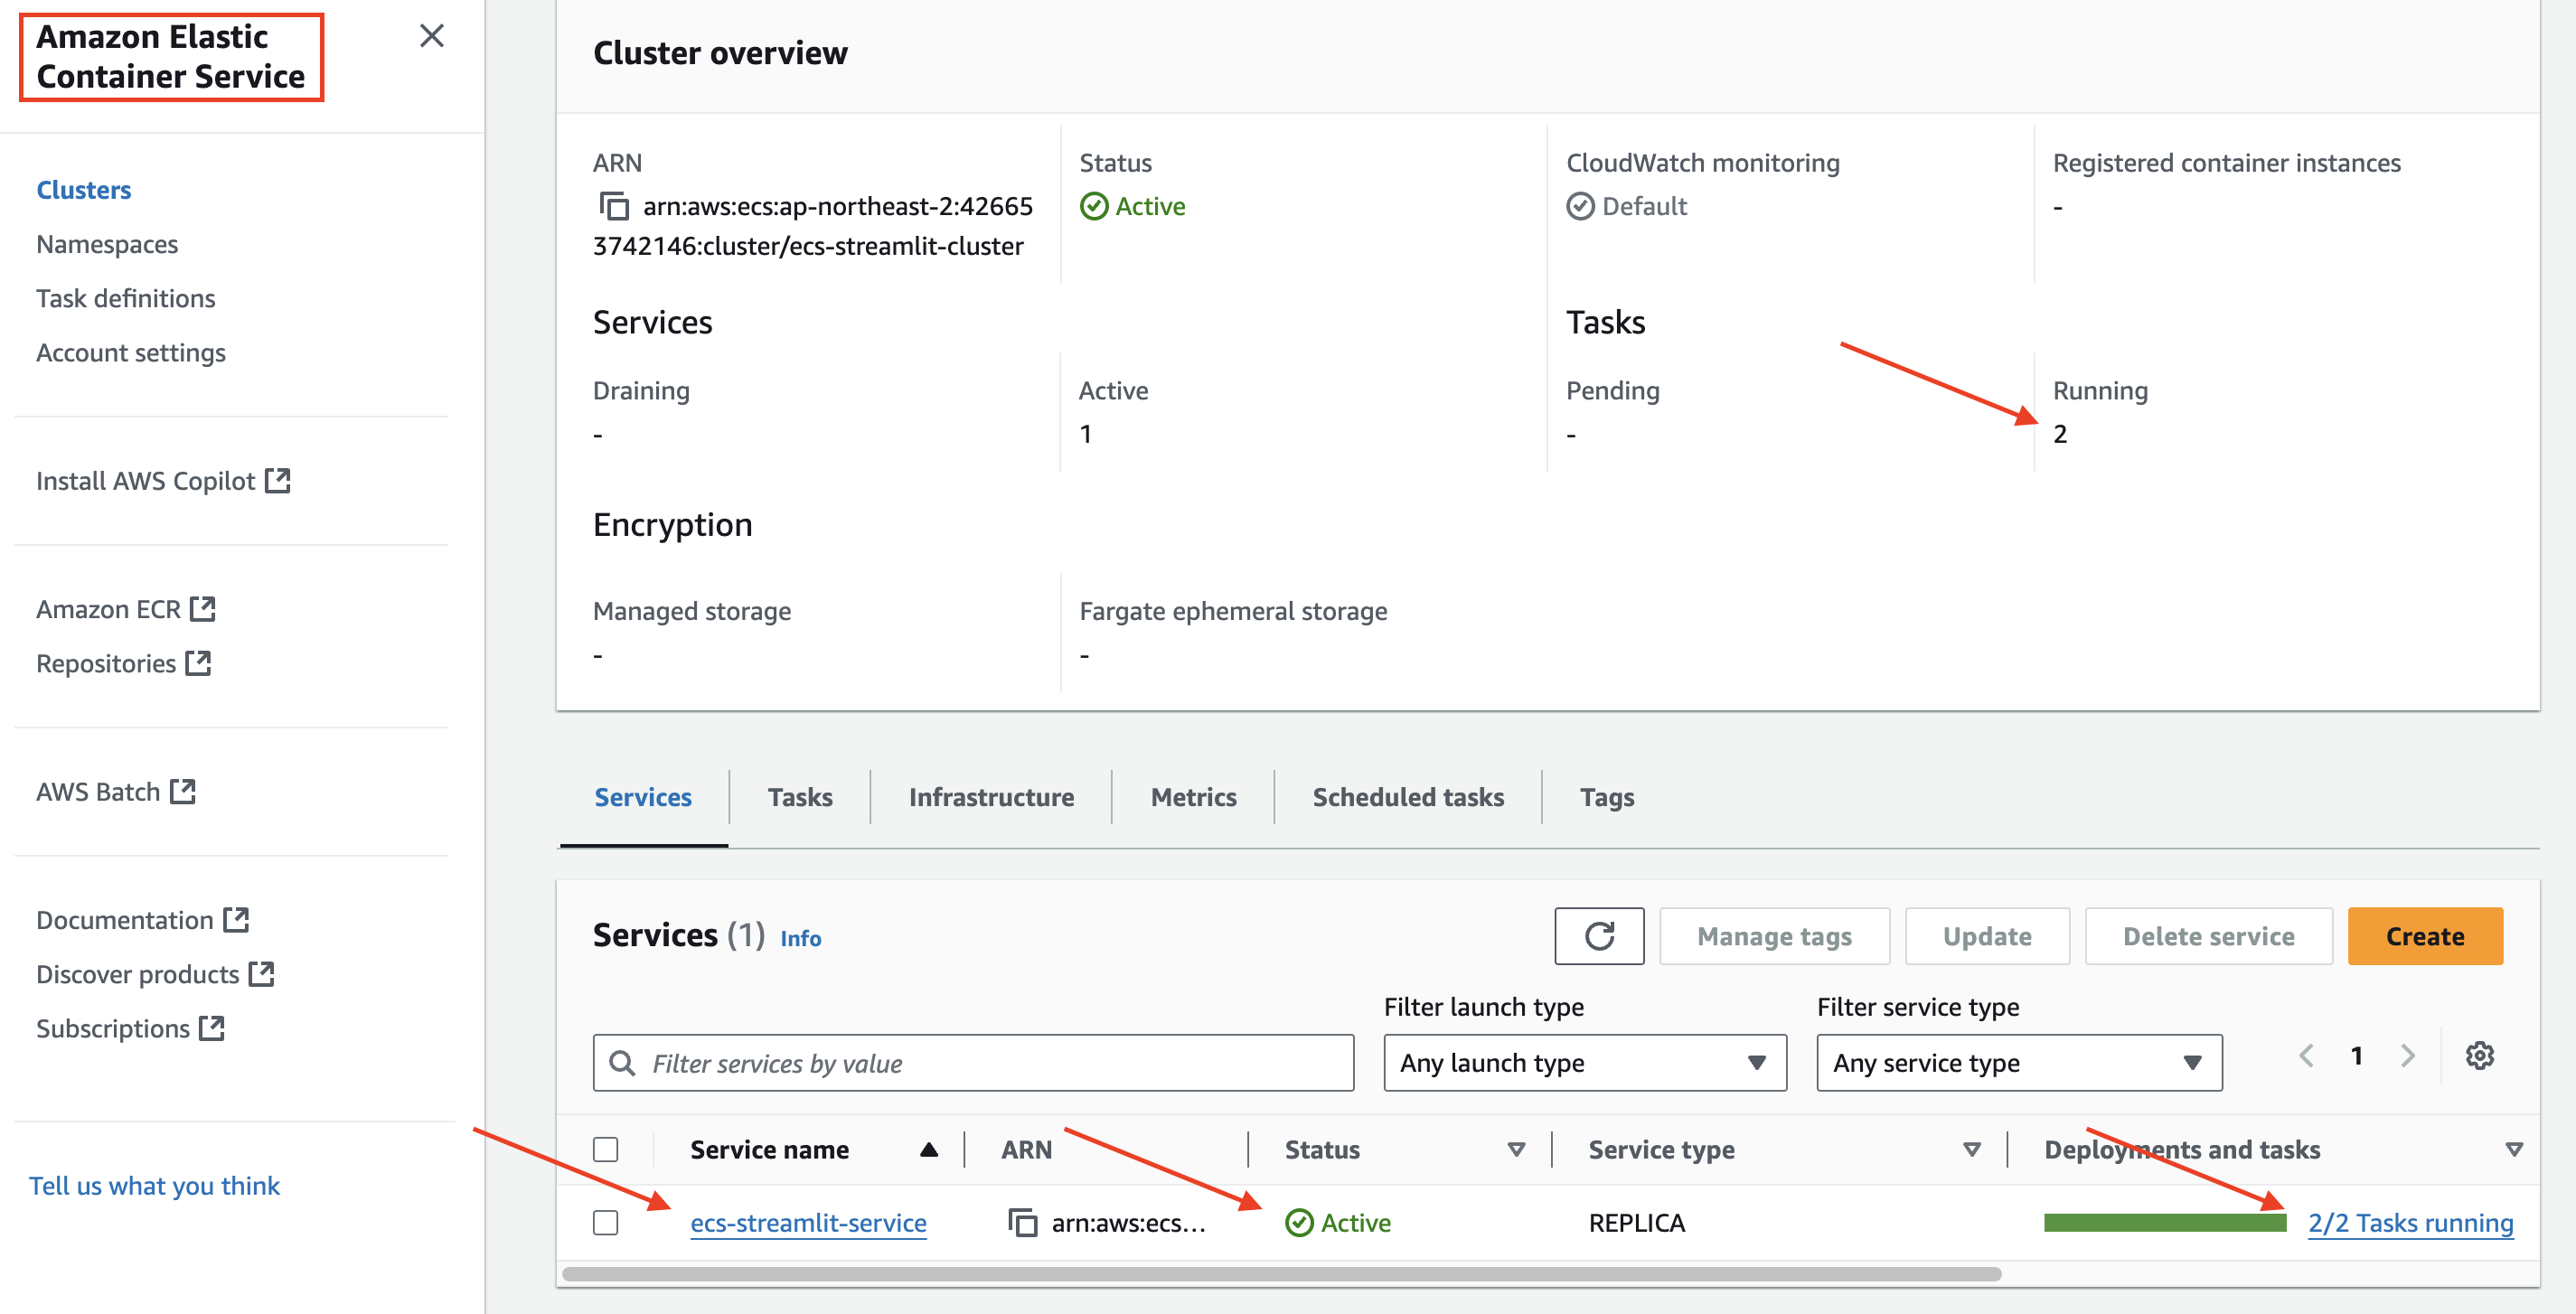 Amazon Elastic
Container Service
Clusters
Namespaces
Task definitions
Account settings
Install AWS Copilot
Amazon ECR
Repositories
AWS Batch
Documentation
Discover products
Subscriptions
Tell us what you think
Cluster overview
ARN
arn:aws:ecs:ap-northeast-2:42665
3742146:cluster/ecs-streamlit-cluster
Status
Active
CloudWatch monitoring
Default
Registered container instances
-
Services
Draining
-
Active
1
Tasks
Pending
-
Running
2
Encryption
Managed storage
-
Fargate ephemeral storage
-
Services Tasks Infrastructure Metrics Scheduled tasks Tags
Services (1) Info
Manage tags Update Delete service Create
Filter services by value
Filter launch type
Any launch type
Filter service type
Any service type
1
Service name ARN Status Service type Deployments and tasks
ecs-streamlit-service arn:aws:ecs... Active REPLICA 2/2 Tasks running